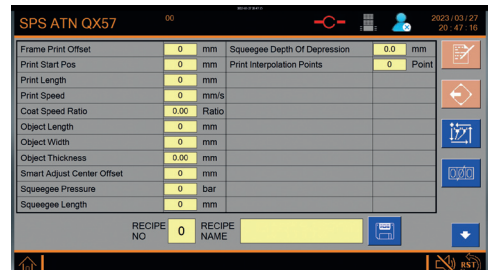 SPS ATN QX57 00 2023/03/27
20:47:16
Frame Print Offset 0 mm Squeegee Depth Of Depression 0.0 mm
Print Start Pos 0 mm Print Interpolation Points 0 Point
Print Length 0 mm
Print Speed 0 mm/s
Coat Speed Ratio 0.00 Ratio
Object Length 0 mm
Object Width 0 mm
Object Thickness 0.00 mm
Smart Adjust Center Offset 0 mm
Squeegee Pressure 0 bar
Squeegee Length 0 mm
RECIPE NO 0 RECIPE NAME
RST